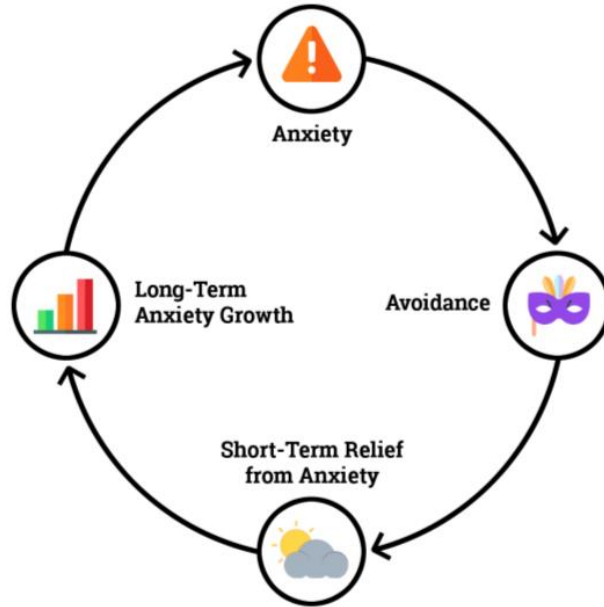 Anxiety
Avoidance
Short-Term Relief
from Anxiety
Long-Term
Anxiety Growth